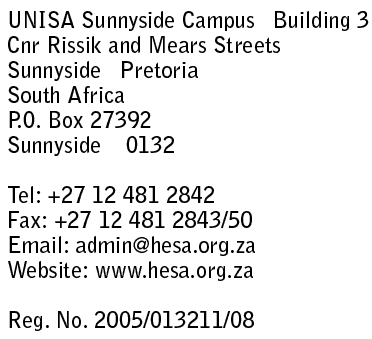 UNISA Sunnyside Campus Building 3
Cnr Rissik and Mears Streets
Sunnyside Pretoria
South Africa
P.O. Box 27392
Sunnyside 0132
Tel: +27 12 481 2842
Fax: +27 12 481 2843/50
Email: admin@hesa.org.za
Website: www.hesa.org.za
Reg. No. 2005/013211/08